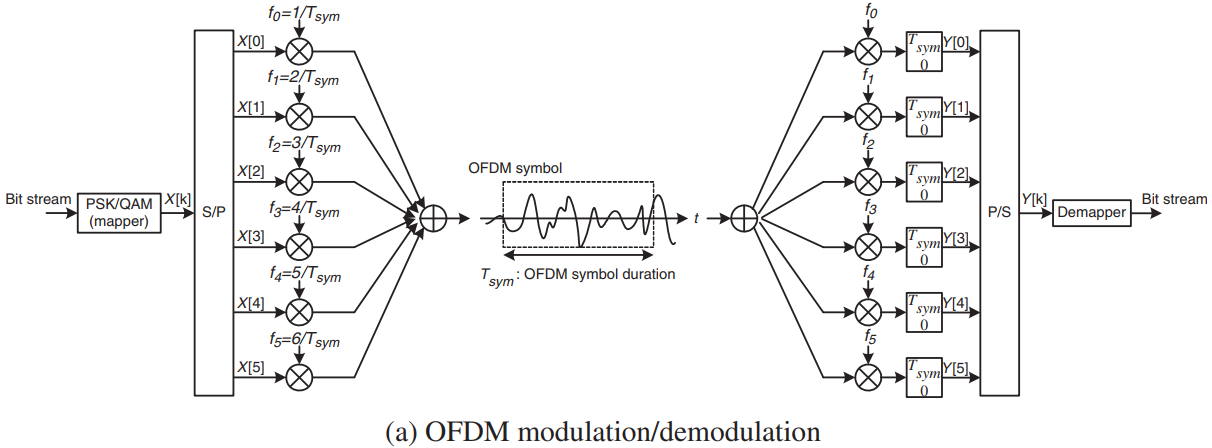 Bit stream
PSK/QAM
(mapper)
X[k]
S/P
X[0]
f0=1/Tsym
X[1]
f1=2/Tsym
X[2]
f2=3/Tsym
X[3]
f3=4/Tsym
X[4]
f4=5/Tsym
X[5]
f5=6/Tsym
OFDM symbol
t
Tsym : OFDM symbol duration
f0
Tsym
0
Y[0]
f1
Tsym
0
Y[1]
f2
Tsym
0
Y[2]
f3
Tsym
0
Y[3]
f4
Tsym
0
Y[4]
f5
Tsym
0
Y[5]
P/S
Y[k]
Demapper
Bit stream
(a) OFDM modulation/demodulation